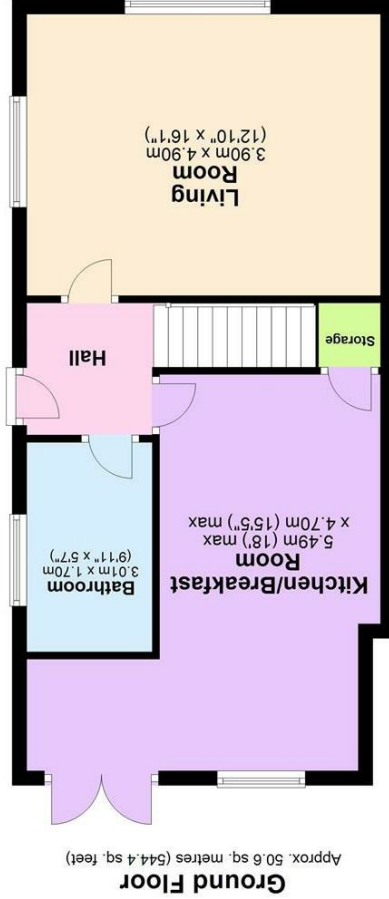 Ground Floor
Approx. 50.6 sq. metres (544.4 sq. feet)
Kitchen/Breakfast
Room
5.49m (18') max
x 4.70m (15'5") max
Bathroom
3.01m x 1.70m
(9'11" x 5'7")
Storage
Hall
Living
Room
3.90m x 4.90m
(12'10" x 16'1")